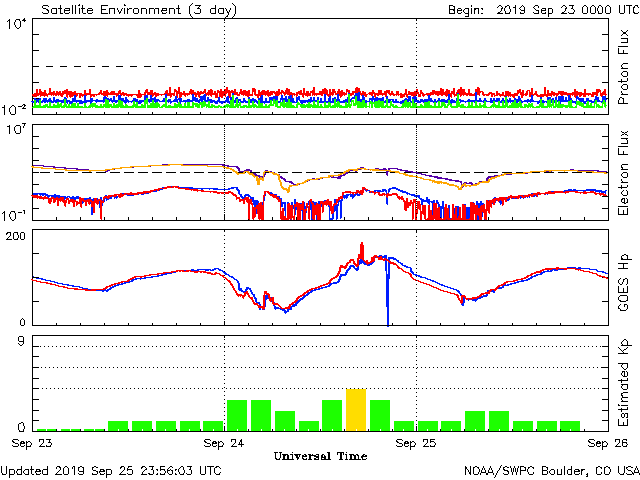 Satellite Environment (3 day) Begin: 2019 Sep 23 0000 UTC
10^4
10^-2
Proton Flux
10^7
10^-1
Electron Flux
200
0
GOES Hp
9
0
Estimated Kp
Sep 23 Sep 24 Sep 25 Sep 26
Universal Time
Updated 2019 Sep 25 23:56:03 UTC NOAA/SWPC Boulder, CO USA